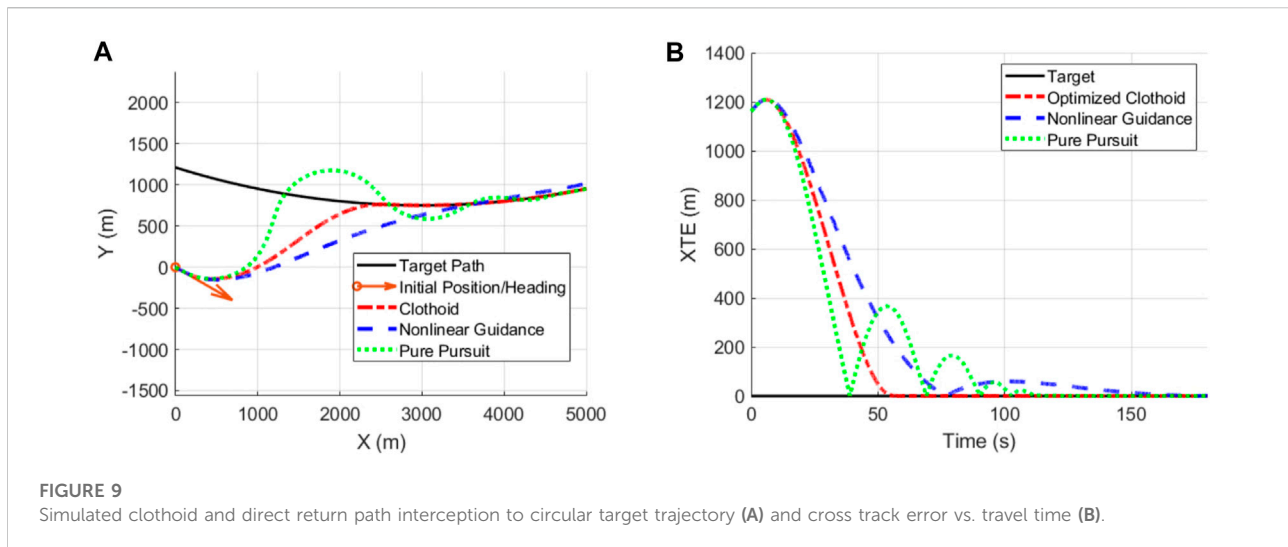 A
2000
1500
1000
500
0
-500
-1000
-1500
Y (m)
0
1000
2000
3000
4000
5000
X (m)
Target Path
Initial Position/Heading
Clothoid
Nonlinear Guidance
Pure Pursuit
B
1400
1200
1000
800
600
400
200
0
XTE (m)
0
50
100
150
Time (s)
Target
Optimized Clothoid
Nonlinear Guidance
Pure Pursuit
FIGURE 9
Simulated clothoid and direct return path interception to circular target trajectory (A) and cross track error vs. travel time (B).